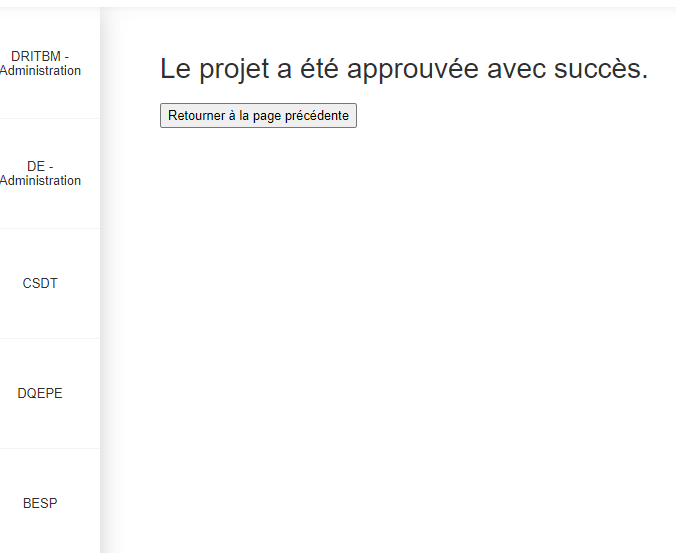 DRITBM -
Administration
Le projet a été approuvée avec succès.
Retourner à la page précédente
DE -
Administration
CSDT
DQEPE
BESP